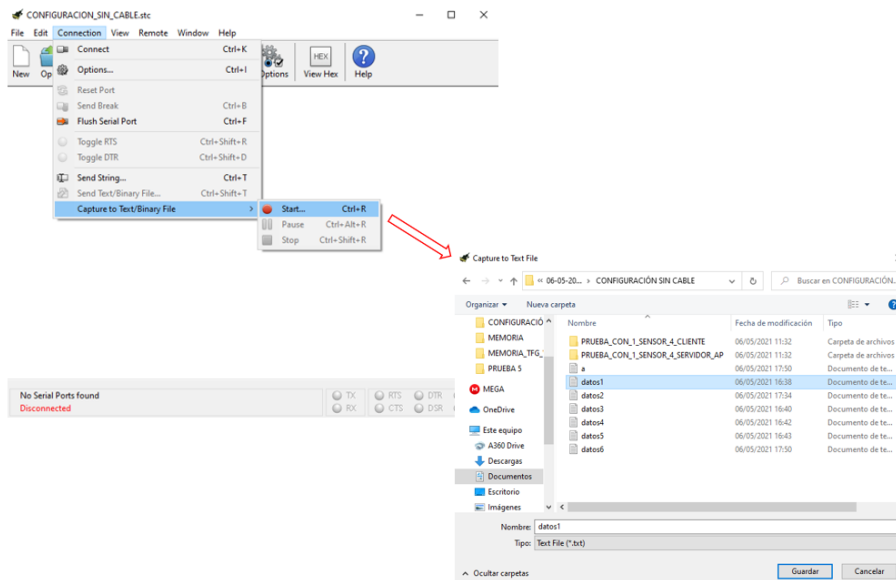 CONFIGURACION_SIN_CABLE.stc
File Edit Connection View Remote Window Help
New Op Options View Hex Help
Connect Ctrl+K
Options... Ctrl+I
Reset Port
Send Break Ctrl+B
Flush Serial Port Ctrl+F
Toggle RTS Ctrl+Shift+R
Toggle DTR Ctrl+Shift+D
Send String... Ctrl+T
Send Text/Binary File... Ctrl+Shift+T
Capture to Text/Binary File >
Start... Ctrl+R
Pause Ctrl+Alt+R
Stop Ctrl+Shift+R
No Serial Ports found
Disconnected
TX RTS DTR
RX CTS DSR
Capture to Text File
« 06-05-20... > CONFIGURACIÓN SIN CABLE
Buscar en CONFIGURACIÓN...
Organizar Nueva carpeta
CONFIGURACIÓ
MEMORIA
MEMORIA_TFG_
PRUEBA 5
MEGA
OneDrive
Este equipo
A360 Drive
Descargas
Documentos
Escritorio
Imágenes
Nombre Fecha de modificación Tipo
PRUEBA_CON_1_SENSOR_4_CLIENTE 06/05/2021 11:32 Carpeta de archivos
PRUEBA_CON_1_SENSOR_4_SERVIDOR_AP 06/05/2021 11:32 Carpeta de archivos
a 06/05/2021 17:50 Documento de te...
datos1 06/05/2021 16:38 Documento de te...
datos2 06/05/2021 17:34 Documento de te...
datos3 06/05/2021 16:40 Documento de te...
datos4 06/05/2021 16:42 Documento de te...
datos5 06/05/2021 16:43 Documento de te...
datos6 06/05/2021 17:50 Documento de te...
Nombre: datos1
Tipo: Text File (*.txt)
Ocultar carpetas Guardar Cancelar